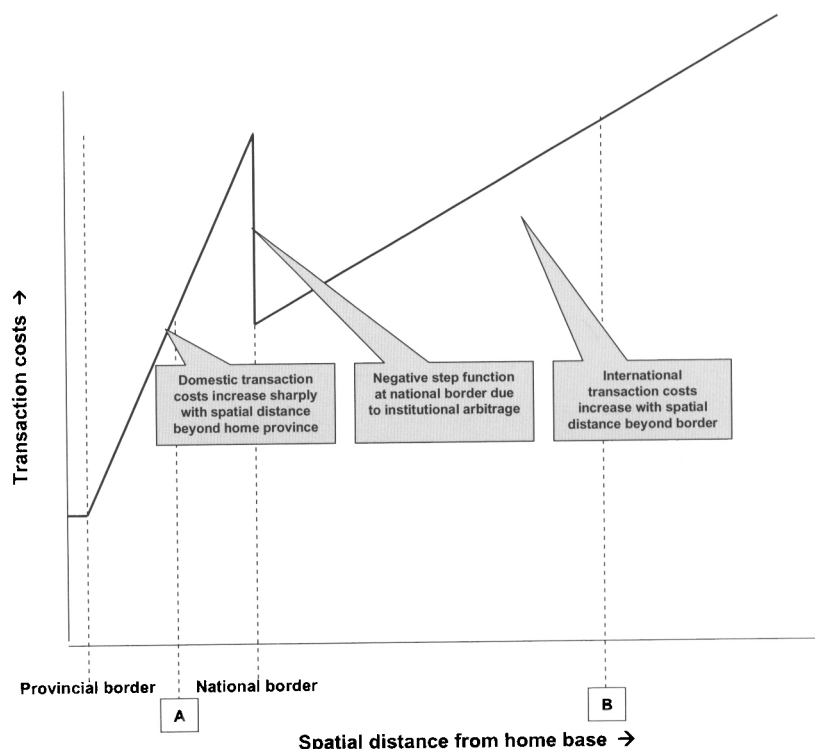 Transaction costs →
Domestic transaction
costs increase sharply
with spatial distance
beyond home province
Negative step function
at national border due
to institutional arbitrage
International
transaction costs
increase with spatial
distance beyond border
Provincial border
National border
A
B
Spatial distance from home base →